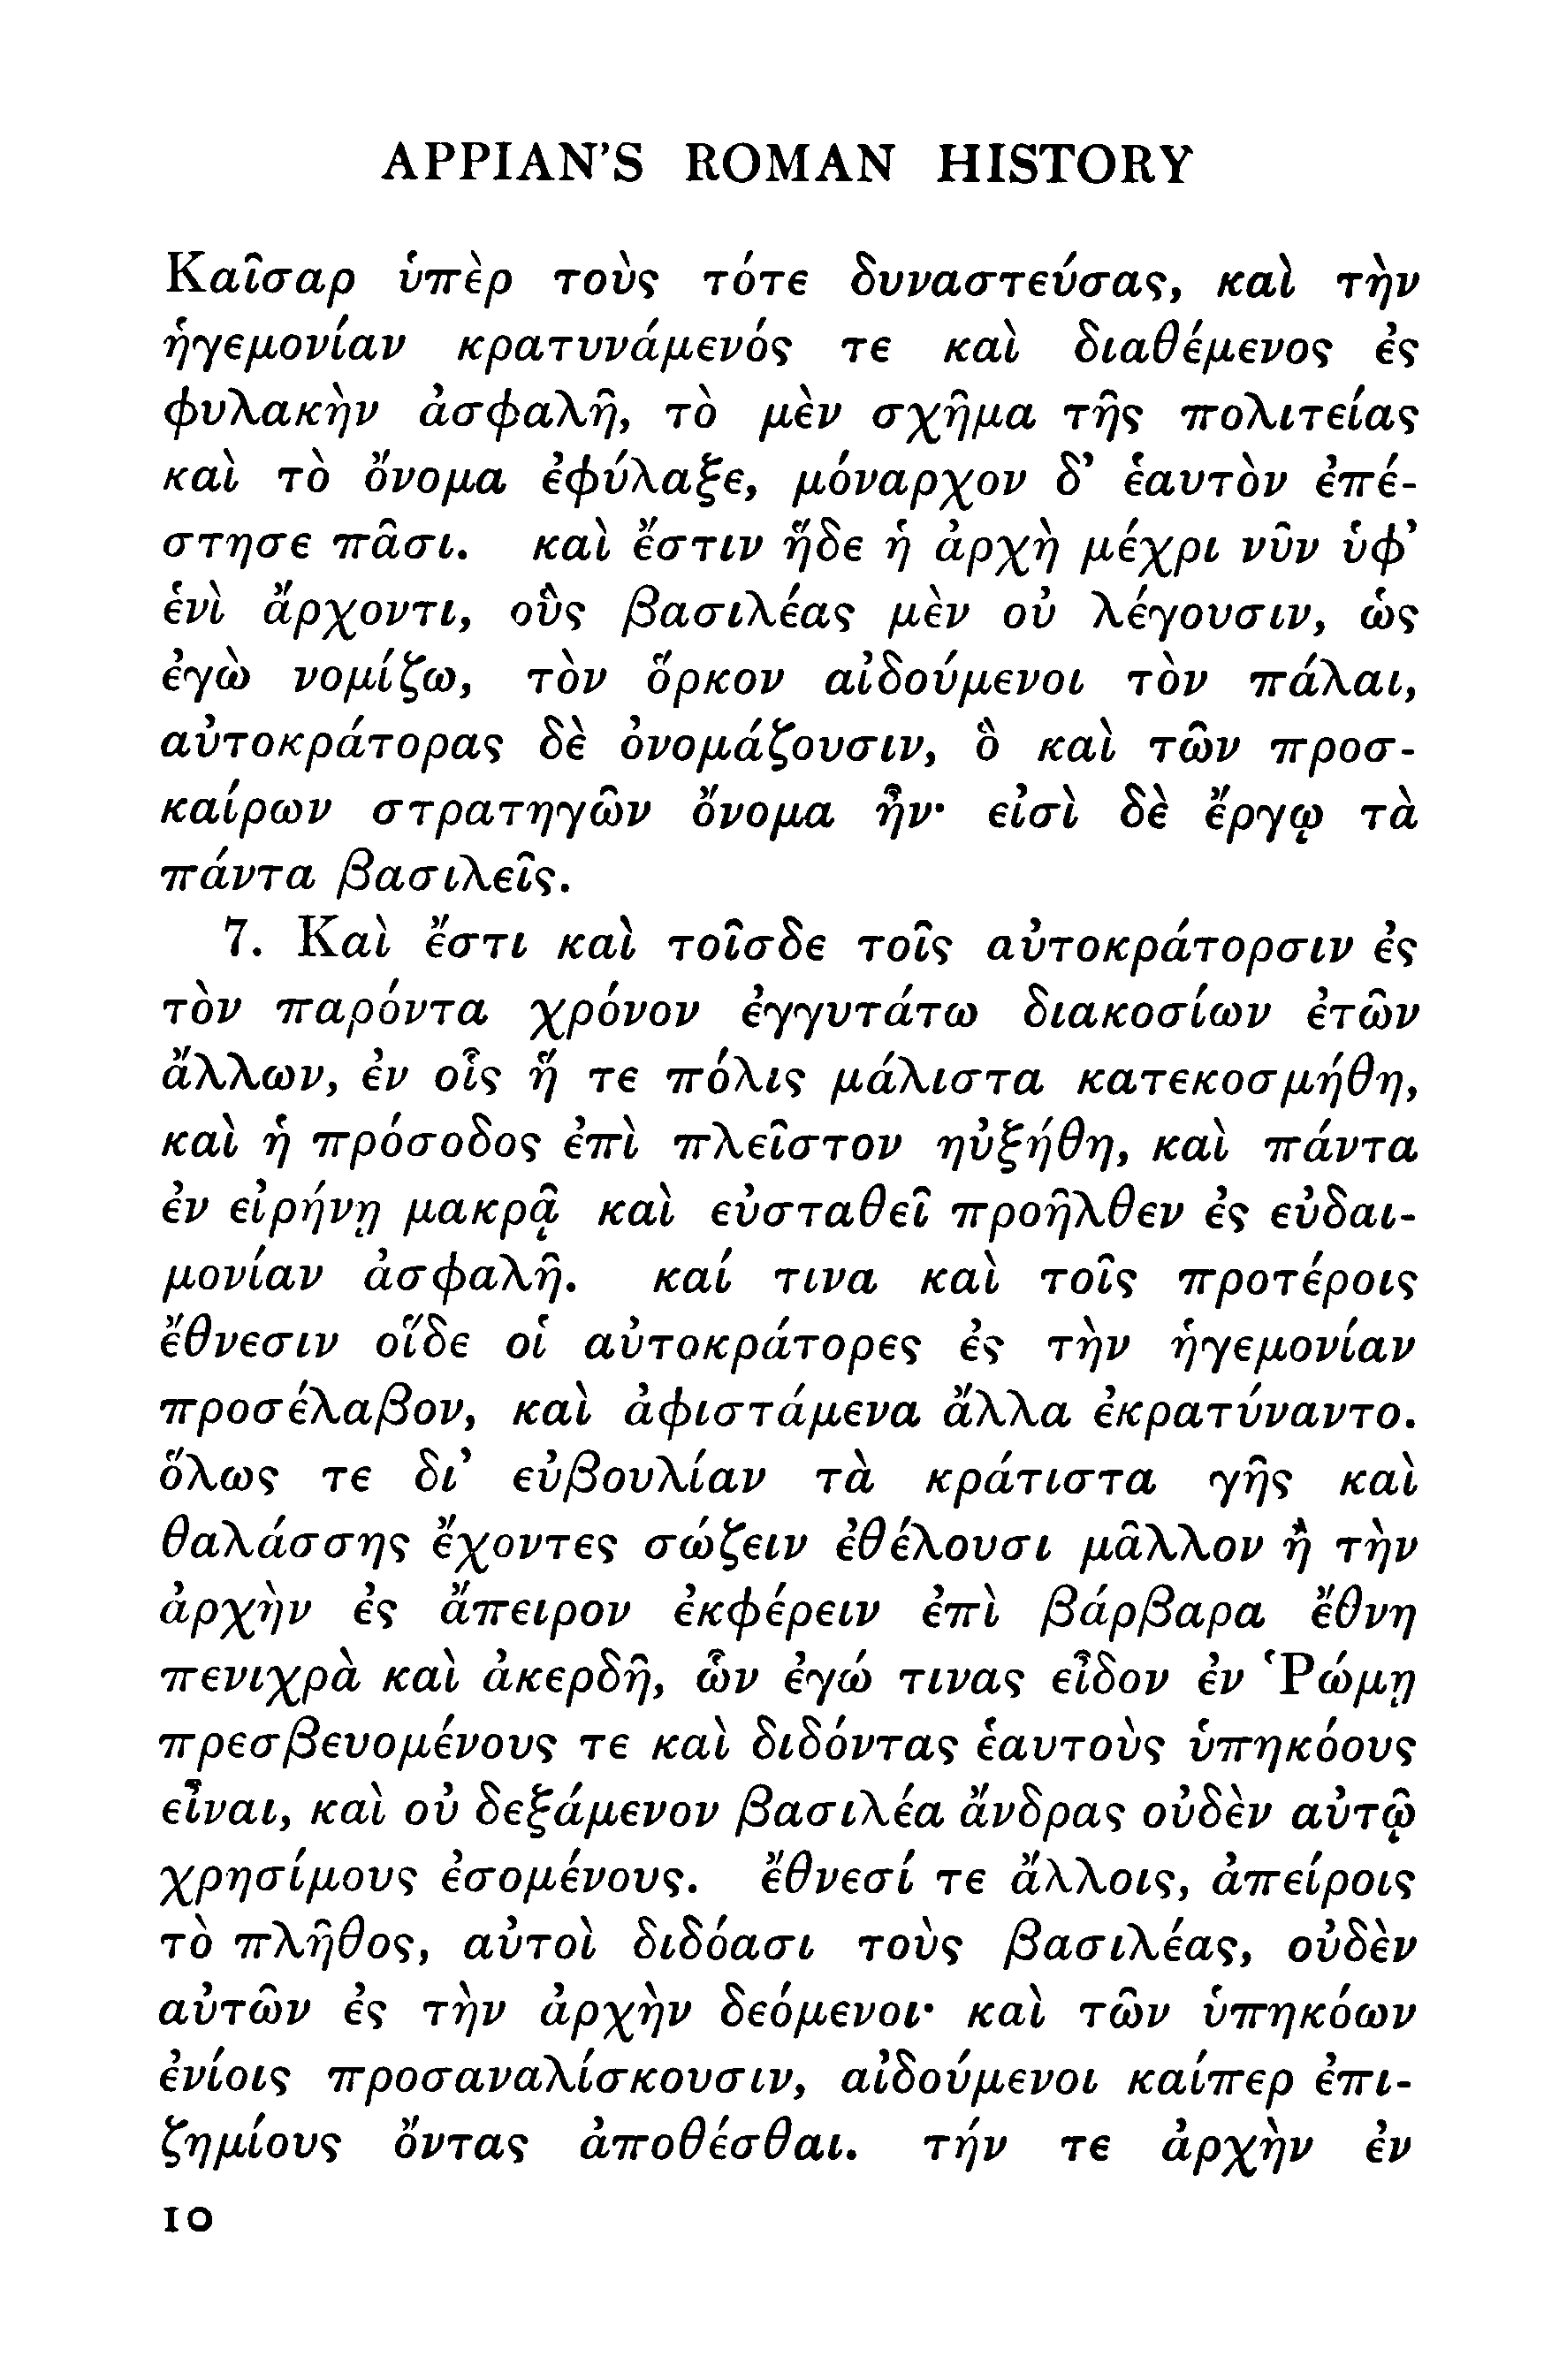 APPIAN'S ROMAN HISTORY
Καῖσαρ ὑπὲρ τοὺς τότε δυναστεύσας, καὶ τὴν
ἡγεμονίαν κρατυνάμενός τε καὶ διαθέμενος ἐς
φυλακὴν ἀσφαλῆ, τὸ μὲν σχῆμα τῆς πολιτείας
καὶ τὸ ὄνομα ἐφύλαξε, μόναρχον δ' ἑαυτὸν ἐπέ-
στησε πᾶσι. καὶ ἔστιν ἥδε ἡ ἀρχὴ μέχρι νῦν ὑφ'
ἑνὶ ἄρχοντι, οὓς βασιλέας μὲν οὐ λέγουσιν, ὡς
ἐγὼ νομίζω, τὸν ὅρκον αἰδούμενοι τὸν πάλαι,
αὐτοκράτορας δὲ ὀνομάζουσιν, ὃ καὶ τῶν προσ-
καίρων στρατηγῶν ὄνομα ἦν· εἰσὶ δὲ ἔργῳ τὰ
πάντα βασιλεῖς.
7. Καὶ ἔστι καὶ τοῖσδε τοῖς αὐτοκράτορσιν ἐς
τὸν παρόντα χρόνον ἐγγυτάτω διακοσίων ἐτῶν
ἄλλων, ἐν οἷς ἥ τε πόλις μάλιστα κατεκοσμήθη,
καὶ ἡ πρόσοδος ἐπὶ πλεῖστον ηὐξήθη, καὶ πάντα
ἐν εἰρήνῃ μακρᾷ καὶ εὐσταθεῖ προῆλθεν ἐς εὐδαι-
μονίαν ἀσφαλῆ. καί τινα καὶ τοῖς προτέροις
ἔθνεσιν οἵδε οἱ αὐτοκράτορες ἐς τὴν ἡγεμονίαν
προσέλαβον, καὶ ἀφιστάμενα ἄλλα ἐκρατύναντο.
ὅλως τε δι' εὐβουλίαν τὰ κράτιστα γῆς καὶ
θαλάσσης ἔχοντες σώζειν ἐθέλουσι μᾶλλον ἢ τὴν
ἀρχὴν ἐς ἄπειρον ἐκφέρειν ἐπὶ βάρβαρα ἔθνη
πενιχρὰ καὶ ἀκερδῆ, ὧν ἐγώ τινας εἶδον ἐν Ῥώμῃ
πρεσβευομένους τε καὶ διδόντας ἑαυτοὺς ὑπηκόους
εἶναι, καὶ οὐ δεξάμενον βασιλέα ἄνδρας οὐδὲν αὐτῷ
χρησίμους ἐσομένους. ἔθνεσί τε ἄλλοις, ἀπείροις
τὸ πλῆθος, αὐτοὶ διδόασι τοὺς βασιλέας, οὐδὲν
αὐτῶν ἐς τὴν ἀρχὴν δεόμενοι· καὶ τῶν ὑπηκόων
ἐνίοις προσαναλίσκουσιν, αἰδούμενοι καίπερ ἐπι-
ζημίους ὄντας ἀποθέσθαι. τήν τε ἀρχὴν ἐν
10